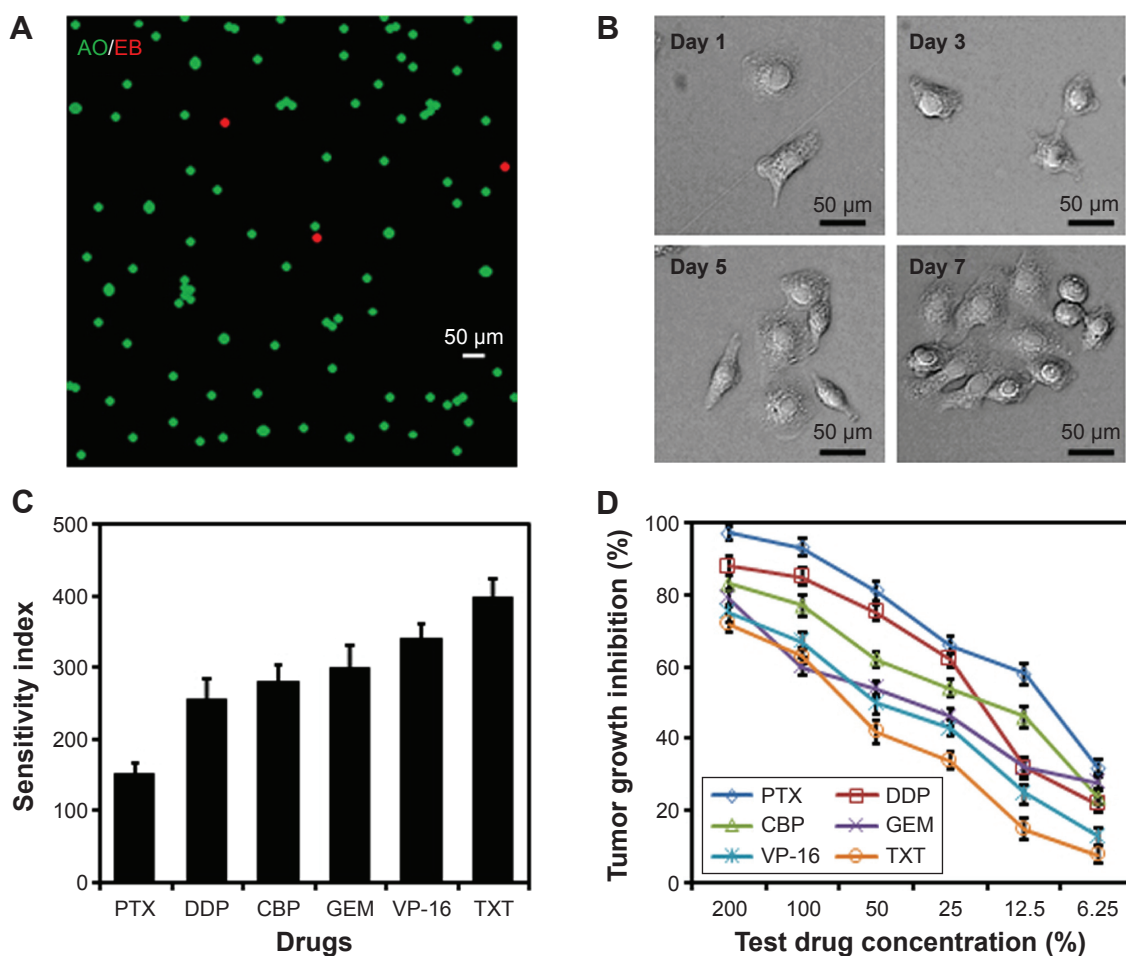 A
AO/EB
50 µm
B
Day 1
50 µm
Day 3
50 µm
Day 5
50 µm
Day 7
50 µm
C
Sensitivity index
500
400
300
200
100
0
PTX DDP CBP GEM VP-16 TXT
Drugs
D
Tumor growth inhibition (%)
100
80
60
40
20
0
PTX DDP
CBP GEM
VP-16 TXT
200 100 50 25 12.5 6.25
Test drug concentration (%)